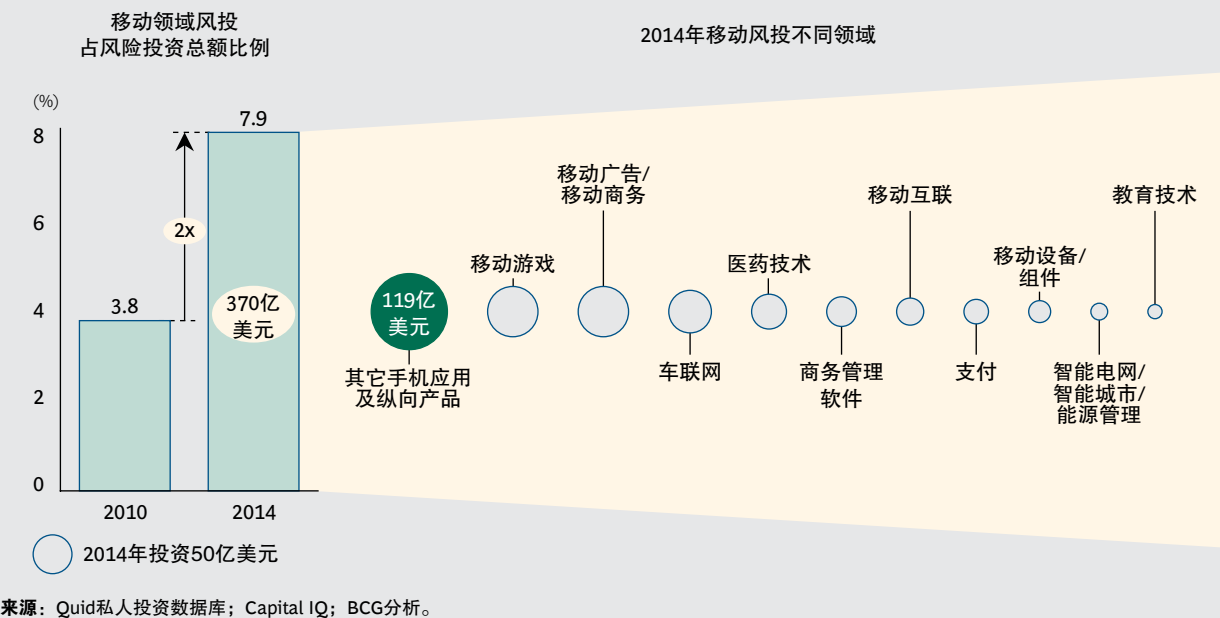 移动领域风投
占风险投资总额比例
2014年移动风投不同领域
(%)
8
6
4
2
0
3.8
7.9
2x
370亿
美元
2010
2014
119亿
美元
其它手机应用
及纵向产品
移动游戏
移动广告/
移动商务
车联网
医药技术
商务管理
软件
移动互联
支付
移动设备/
组件
智能电网/
智能城市/
能源管理
教育技术
2014年投资50亿美元
来源：Quid私人投资数据库；Capital IQ；BCG分析。